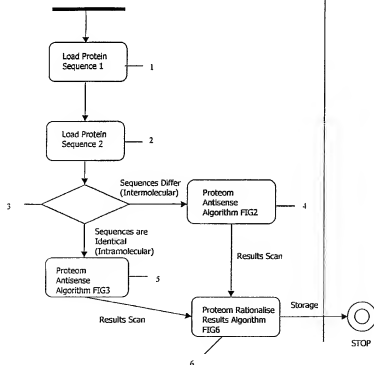 Load Protein
Sequence 1
1
Load Protein
Sequence 2
2
3
Sequences Differ
(Intermolecular)
Proteom
Antisense
Algorithm FIG2
4
Sequences are
Identical
(Intramolecular)
Results Scan
Proteom
Antisense
Algorithm FIG3
5
Results Scan
Proteom Rationalise
Results Algorithm
FIG6
Storage
STOP
6